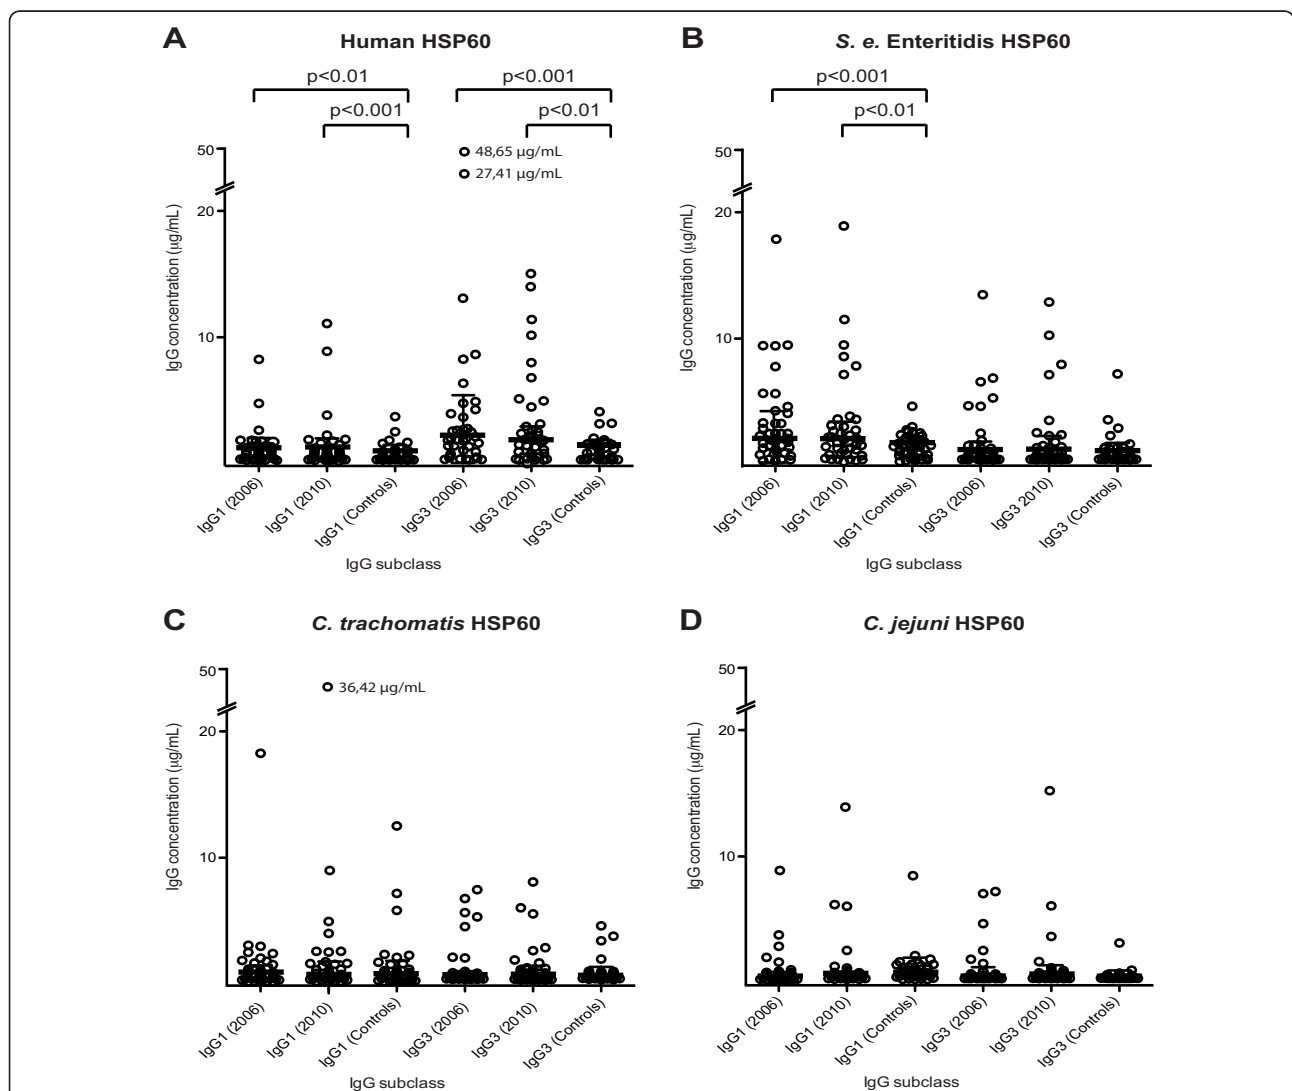 A
Human HSP60
p<0.01
p<0.001
p<0.001
p<0.01
50
20
10
48,65 µg/mL
27,41 µg/mL
IgG concentration (µg/mL)
IgG1 (2006)
IgG1 (2010)
IgG1 (Controls)
IgG3 (2006)
IgG3 (2010)
IgG3 (Controls)
IgG subclass
B
S. e. Enteritidis HSP60
p<0.001
p<0.01
50
20
10
IgG concentration (µg/mL)
IgG1 (2006)
IgG1 (2010)
IgG1 (Controls)
IgG3 (2006)
IgG3 2010)
IgG3 (Controls)
IgG subclass
C
C. trachomatis HSP60
50
20
10
36,42 µg/mL
IgG concentration (µg/mL)
IgG1 (2006)
IgG1 (2010)
IgG1 (Controls)
IgG3 (2006)
IgG3 (2010)
IgG3 (Controls)
IgG subclass
D
C. jejuni HSP60
50
20
10
IgG concentration (µg/mL)
IgG1 (2006)
IgG1 (2010)
IgG1 (Controls)
IgG3 (2006)
IgG3 (2010)
IgG3 (Controls)
IgG subclass